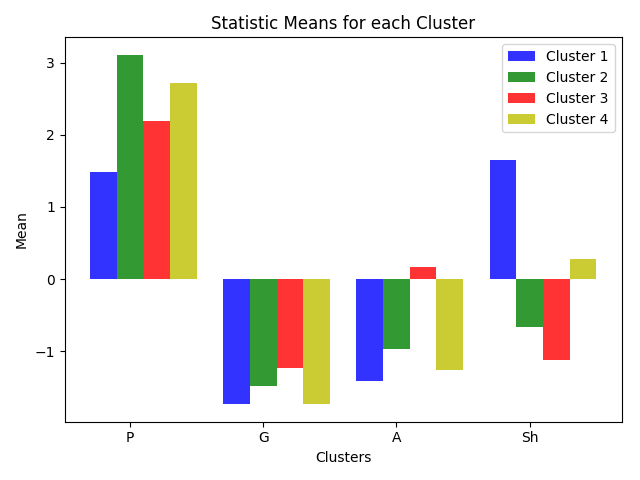 Statistic Means for each Cluster
Cluster 1
Cluster 2
Cluster 3
Cluster 4
3
2
1
0
−1
Mean
P G A Sh
Clusters